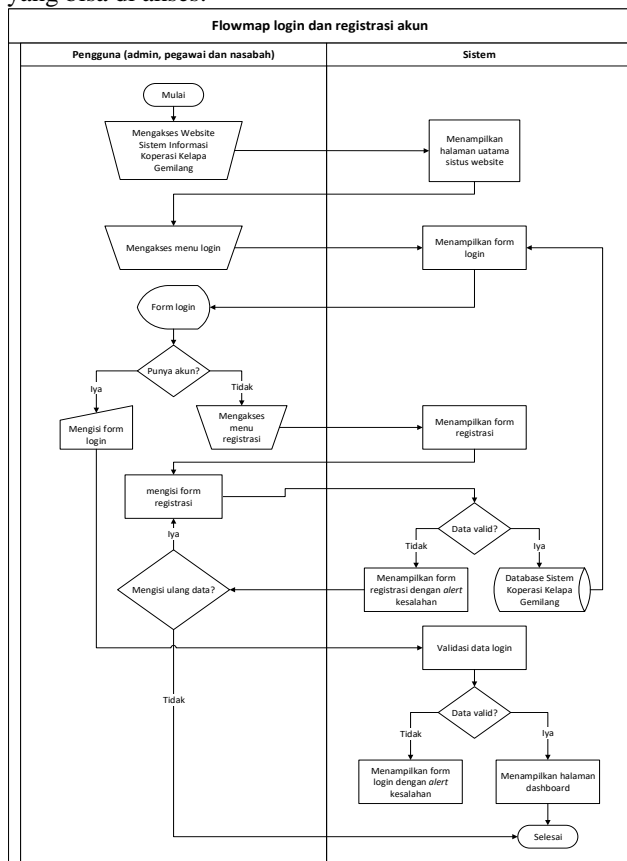 yang bisa di akses.
Flowmap login dan registrasi akun
Pengguna (admin, pegawai dan nasabah)
Sistem
Mulai
Mengakses Website
Sistem Informasi
Koperasi Kelapa
Gemilang
Menampilkan
halaman uatama
sistus website
Mengakses menu login
Menampilkan form
login
Form login
Punya akun?
Iya
Tidak
Mengisi form
login
Mengakses
menu
registrasi
Menampilkan form
registrasi
mengisi form
registrasi
Data valid?
Iya
Tidak
Iya
Mengisi ulang data?
Menampilkan form
registrasi dengan alert
kesalahan
Database Sistem
Koperasi Kelapa
Gemilang
Validasi data login
Tidak
Data valid?
Tidak
Iya
Menampilkan form
login dengan alert
kesalahan
Menampilkan halaman
dashboard
Selesai